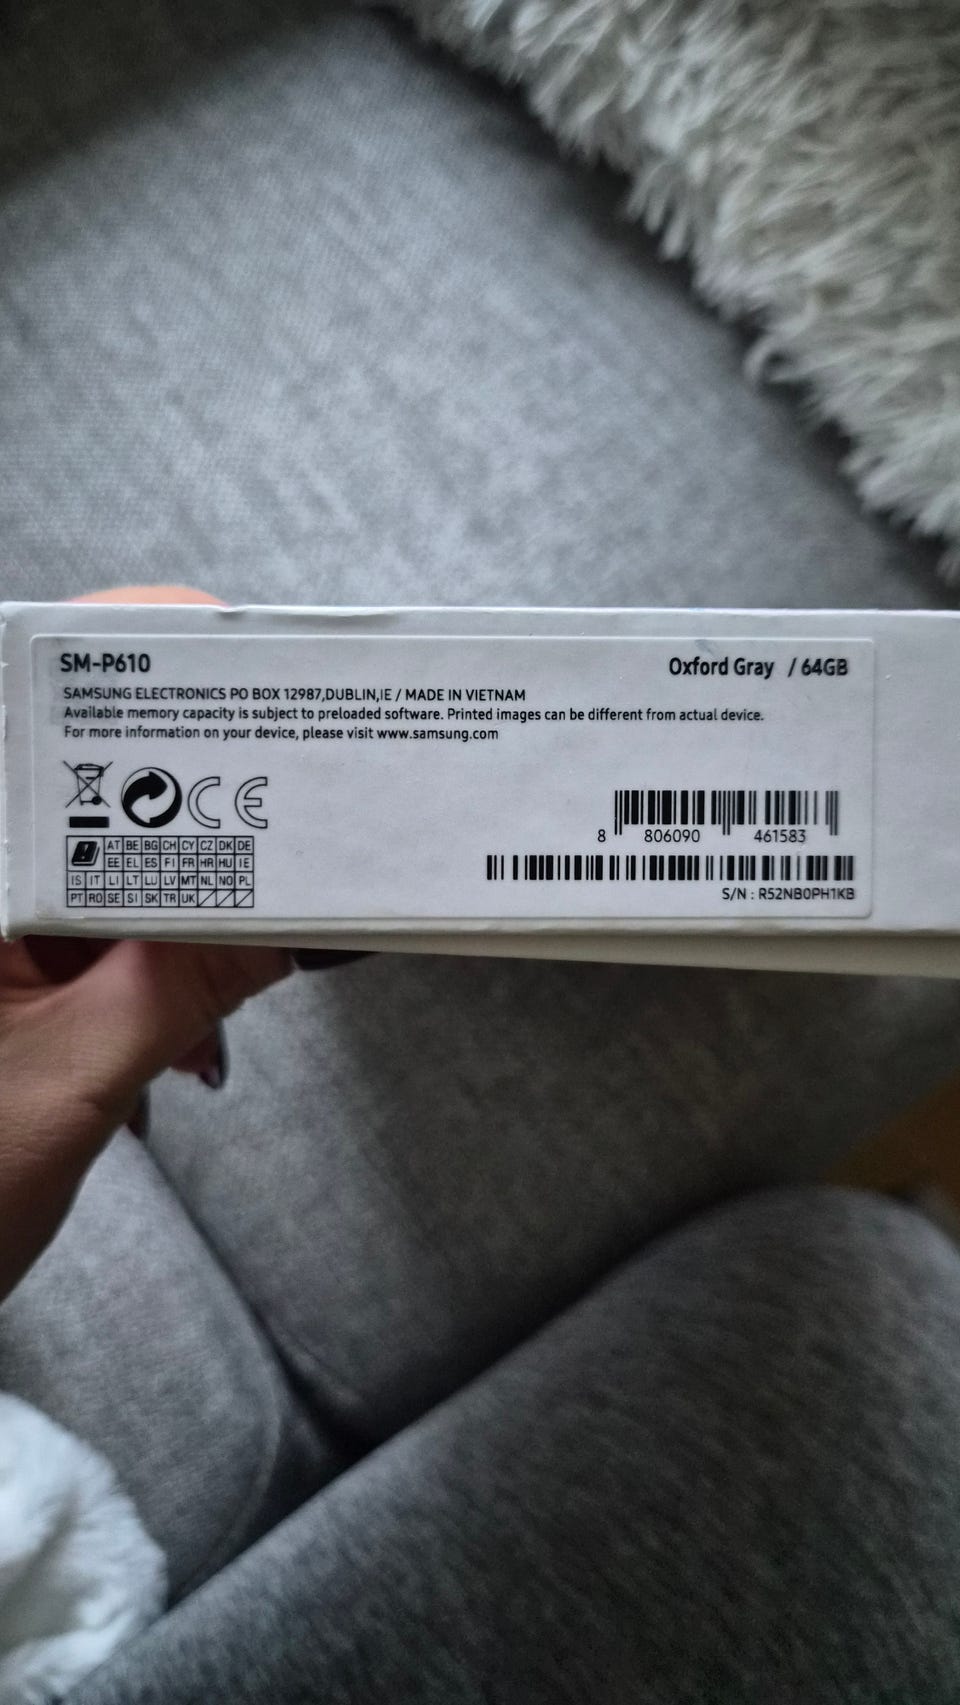 SM-P610
Oxford Gray / 64GB
SAMSUNG ELECTRONICS PO BOX 12987,DUBLIN,IE / MADE IN VIETNAM
Available memory capacity is subject to preloaded software. Printed images can be different from actual device.
For more information on your device, please visit www.samsung.com
CE
8 806090 461583
AT BE BG CH CY CZ DK DE
EE EL ES FI FR HR HU IE
IS IT LI LT LU LV MT NL NO PL
PT RO SE SI SK TR UK
S/N : R52NB0PH1KB